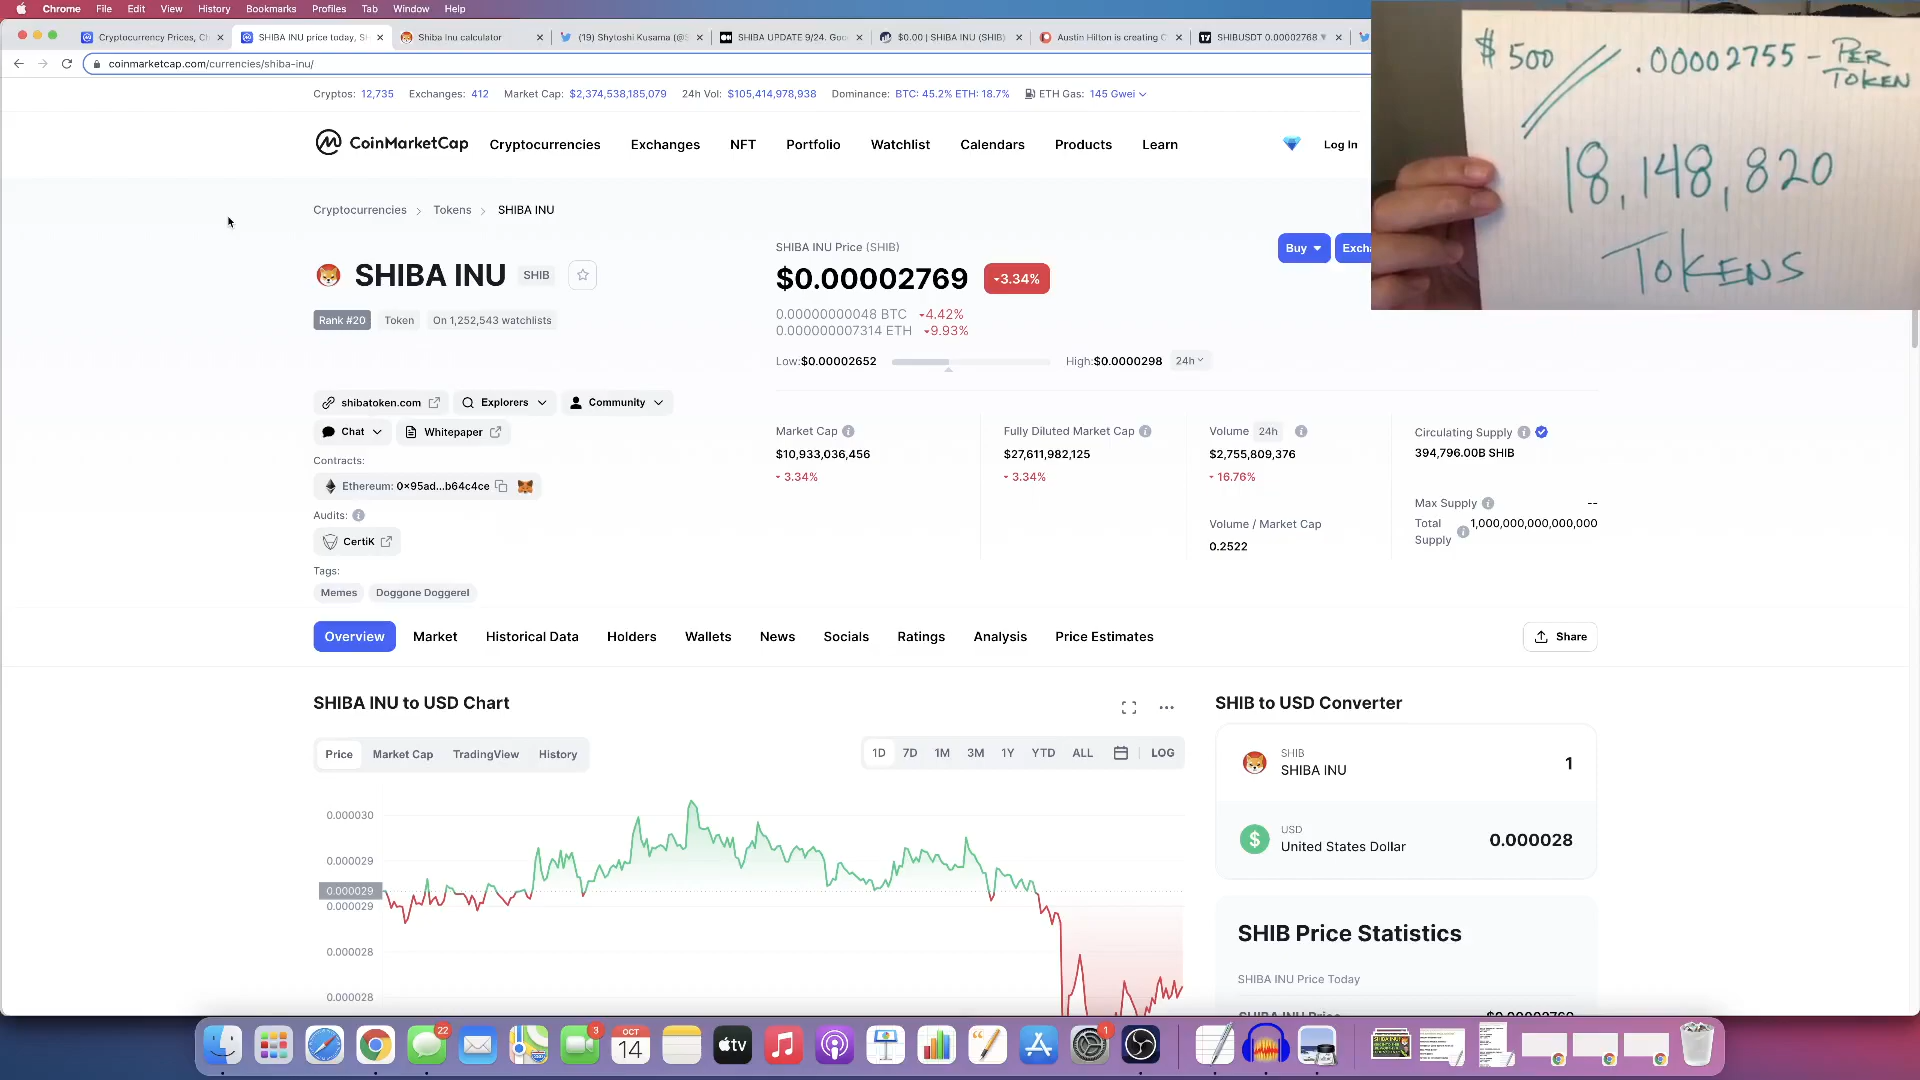 Chrome File Edit View History Bookmarks Profiles Tab Window Help
Cryptocurrency Prices, C
SHIBA INU price today, S
Shiba Inu calculator
(19) Shytoshi Kusama (@S
SHIBA UPDATE 9/24. Goo
$0.00 | SHIBA INU (SHIB)
Austin Hilton is creating C
SHIBUSDT 0.00002768
coinmarketcap.com/currencies/shiba-inu/
$500 .00002755 - PER TOKEN
18,148,820
TOKENS
Cryptos: 12,735 Exchanges: 412 Market Cap: $2,374,538,185,079 24h Vol: $105,414,978,938 Dominance: BTC: 45.2% ETH: 18.7% ETH Gas: 145 Gwei
CoinMarketCap Cryptocurrencies Exchanges NFT Portfolio Watchlist Calendars Products Learn Log In
Cryptocurrencies Tokens SHIBA INU
SHIBA INU SHIB
Rank #20 Token On 1,252,543 watchlists
SHIBA INU Price (SHIB)
$0.00002769 3.34%
0.00000000048 BTC 4.42%
0.000000007314 ETH 9.93%
Low:$0.00002652 High:$0.0000298 24h
Buy Excha
shibatoken.com Explorers Community
Chat Whitepaper
Contracts:
Ethereum: 0x95ad...b64c4ce
Audits:
CertiK
Tags:
Memes Doggone Doggerel
Market Cap
$10,933,036,456
3.34%
Fully Diluted Market Cap
$27,611,982,125
3.34%
Volume 24h
$2,755,809,376
16.76%
Volume / Market Cap
0.2522
Circulating Supply
394,796.00B SHIB
Max Supply --
Total Supply 1,000,000,000,000,000
Overview Market Historical Data Holders Wallets News Socials Ratings Analysis Price Estimates Share
SHIBA INU to USD Chart
Price Market Cap TradingView History
1D 7D 1M 3M 1Y YTD ALL LOG
0.000030
0.000029
0.000029
0.000029
0.000028
0.000028
SHIB to USD Converter
SHIB
SHIBA INU 1
USD
United States Dollar 0.000028
SHIB Price Statistics
SHIBA INU Price Today
22
3
OCT
14
tv
1